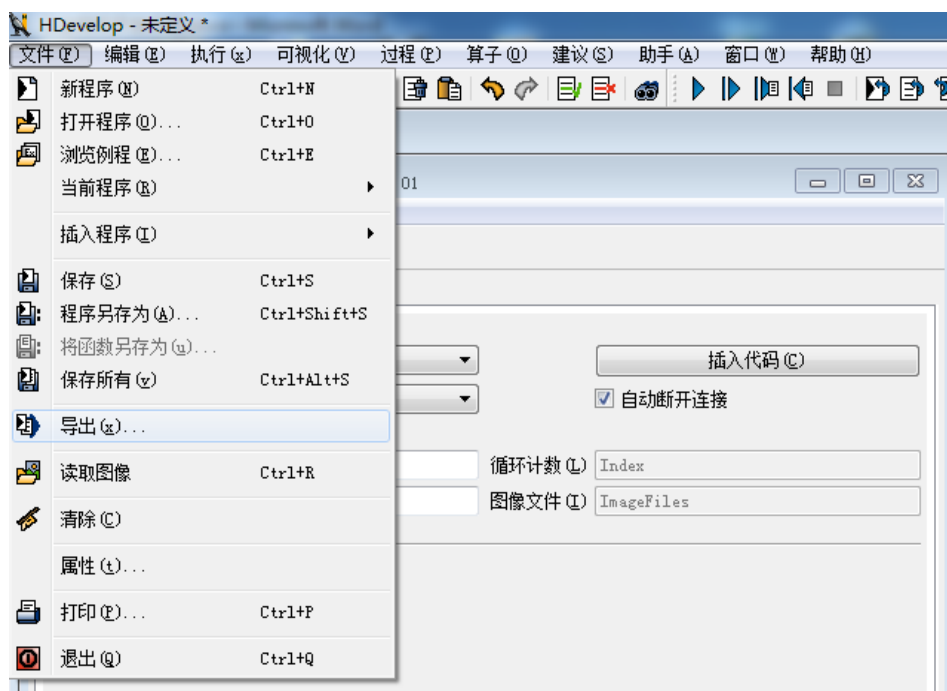 HDevelop - 未定义 *
文件(F) 编辑(E) 执行(x) 可视化(V) 过程(P) 算子(O) 建议(S) 助手(A) 窗口(W) 帮助(H)
新程序(N) Ctrl+N
打开程序(O)... Ctrl+O
浏览例程(E)... Ctrl+E
当前程序(R)
01
插入程序(I)
保存(S) Ctrl+S
程序另存为(A)... Ctrl+Shift+S
将函数另存为(u)...
保存所有(v) Ctrl+Alt+S
插入代码(C)
自动断开连接
导出(x)...
读取图像 Ctrl+R
循环计数(L) Index
图像文件(I) ImageFiles
清除(C)
属性(t)...
打印(P)... Ctrl+P
退出(Q) Ctrl+Q